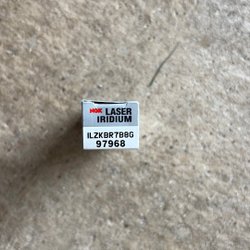 NGK LASER
IRIDIUM
ILZKBR7B8G
97968